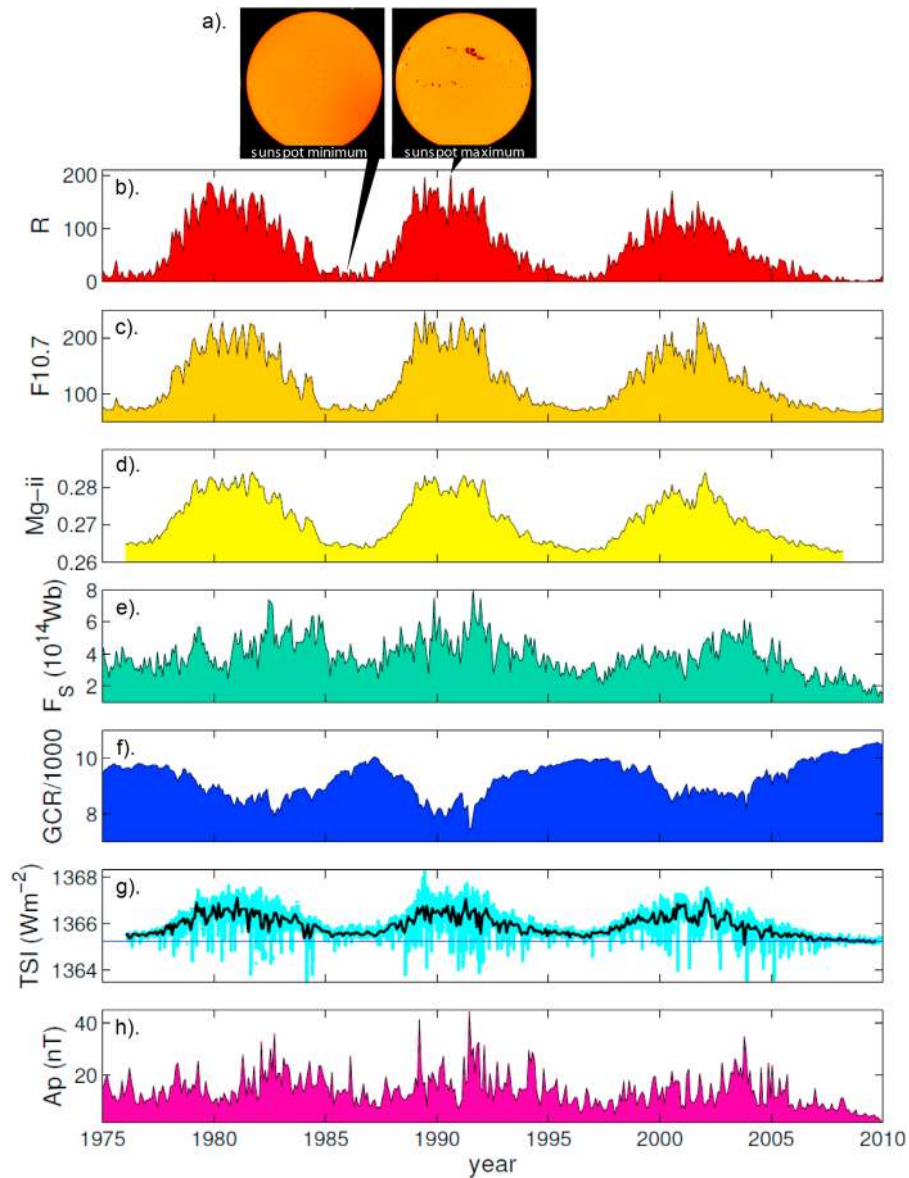 a).
sunspot minimum
sunspot maximum
b).
R
200
100
0
c).
F10.7
200
100
d).
Mg-ii
0.28
0.27
0.26
e).
F_S (10^14Wb)
8
6
4
2
f).
GCR/1000
10
8
g).
TSI (Wm^-2)
1368
1366
1364
h).
Ap (nT)
40
20
1975 1980 1985 1990 1995 2000 2005 2010
year